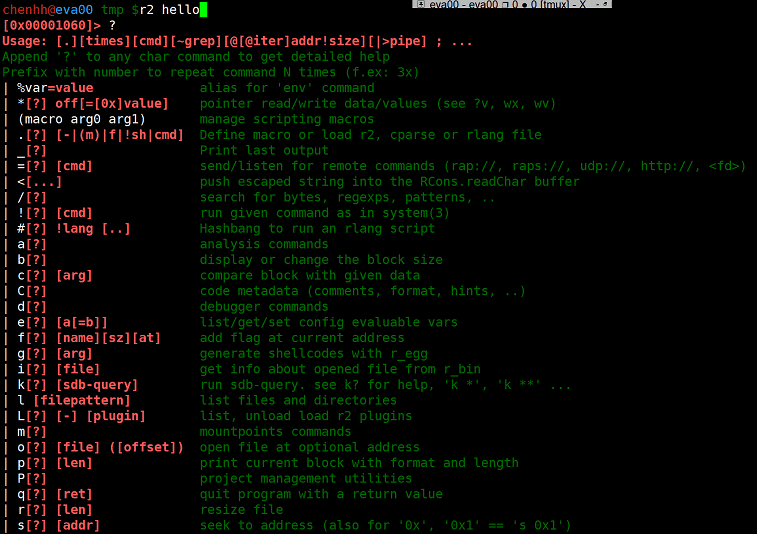 eva00 - eva00 ❐ 0 ● 0 [tmux] - X
chenhh@eva00 tmp $r2 hello
[0x00001060]> ?
Usage: [.][times][cmd][~grep][@[@iter]addr!size][|>pipe] ; ...
Append '?' to any char command to get detailed help
Prefix with number to repeat command N times (f.ex: 3x)
| %var=value alias for 'env' command
| *[?] off[=[0x]value] pointer read/write data/values (see ?v, wx, wv)
| (macro arg0 arg1) manage scripting macros
| .[?] [-|(m)|f|!sh|cmd] Define macro or load r2, cparse or rlang file
| _[?] Print last output
| =[?] [cmd] send/listen for remote commands (rap://, raps://, udp://, http://, <fd>)
| <[...] push escaped string into the RCons.readChar buffer
| /[?] search for bytes, regexps, patterns, ..
| ![?] [cmd] run given command as in system(3)
| #[?] !lang [..] Hashbang to run an rlang script
| a[?] analysis commands
| b[?] display or change the block size
| c[?] [arg] compare block with given data
| C[?] code metadata (comments, format, hints, ..)
| d[?] debugger commands
| e[?] [a[=b]] list/get/set config evaluable vars
| f[?] [name][sz][at] add flag at current address
| g[?] [arg] generate shellcodes with r_egg
| i[?] [file] get info about opened file from r_bin
| k[?] [sdb-query] run sdb-query. see k? for help, 'k *', 'k **' ...
| l [filepattern] list files and directories
| L[?] [-] [plugin] list, unload load r2 plugins
| m[?] mountpoints commands
| o[?] [file] ([offset]) open file at optional address
| p[?] [len] print current block with format and length
| P[?] project management utilities
| q[?] [ret] quit program with a return value
| r[?] [len] resize file
| s[?] [addr] seek to address (also for '0x', '0x1' == 's 0x1')